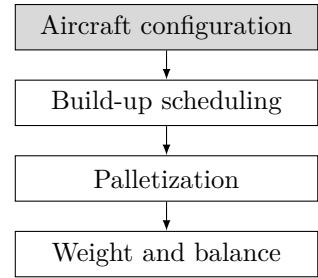 Aircraft configuration
Build-up scheduling
Palletization
Weight and balance